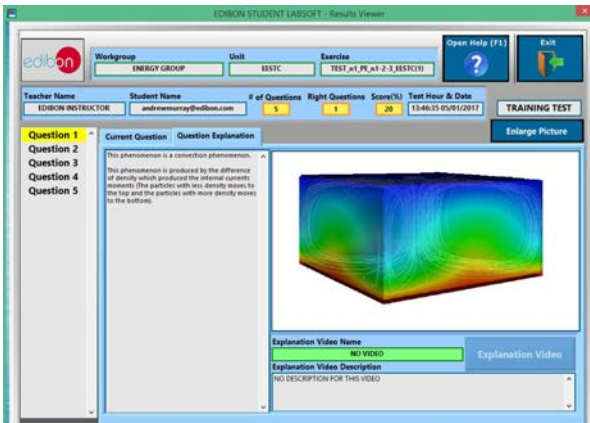 EDIBON STUDENT LABSOFT - Results Viewer
edibon
Workgroup
ENERGY GROUP
Unit
EESTC
Exercise
TEST_n1_PE_n1-2-3_EESTC(1)
Open Help (F1)
?
Exit
Teacher Name
EDIBON INSTRUCTOR
Student Name
andrewmurray@edibon.com
# of Questions
5
Right Questions
1
Score(%)
20
Test Hour & Date
13:46:35 05/01/2017
TRAINING TEST
Enlarge Picture
Question 1
Question 2
Question 3
Question 4
Question 5
Current Question
Question Explanation
This phenomenon is a convection phenomenon.
This phenomenon is produced by the difference
of density which produced the internal currents
moments (The particles with less density moves to
the top and the particles with more density moves
to the bottom).
Explanation Video Name
NO VIDEO
Explanation Video
Explanation Video Description
NO DESCRIPTION FOR THIS VIDEO